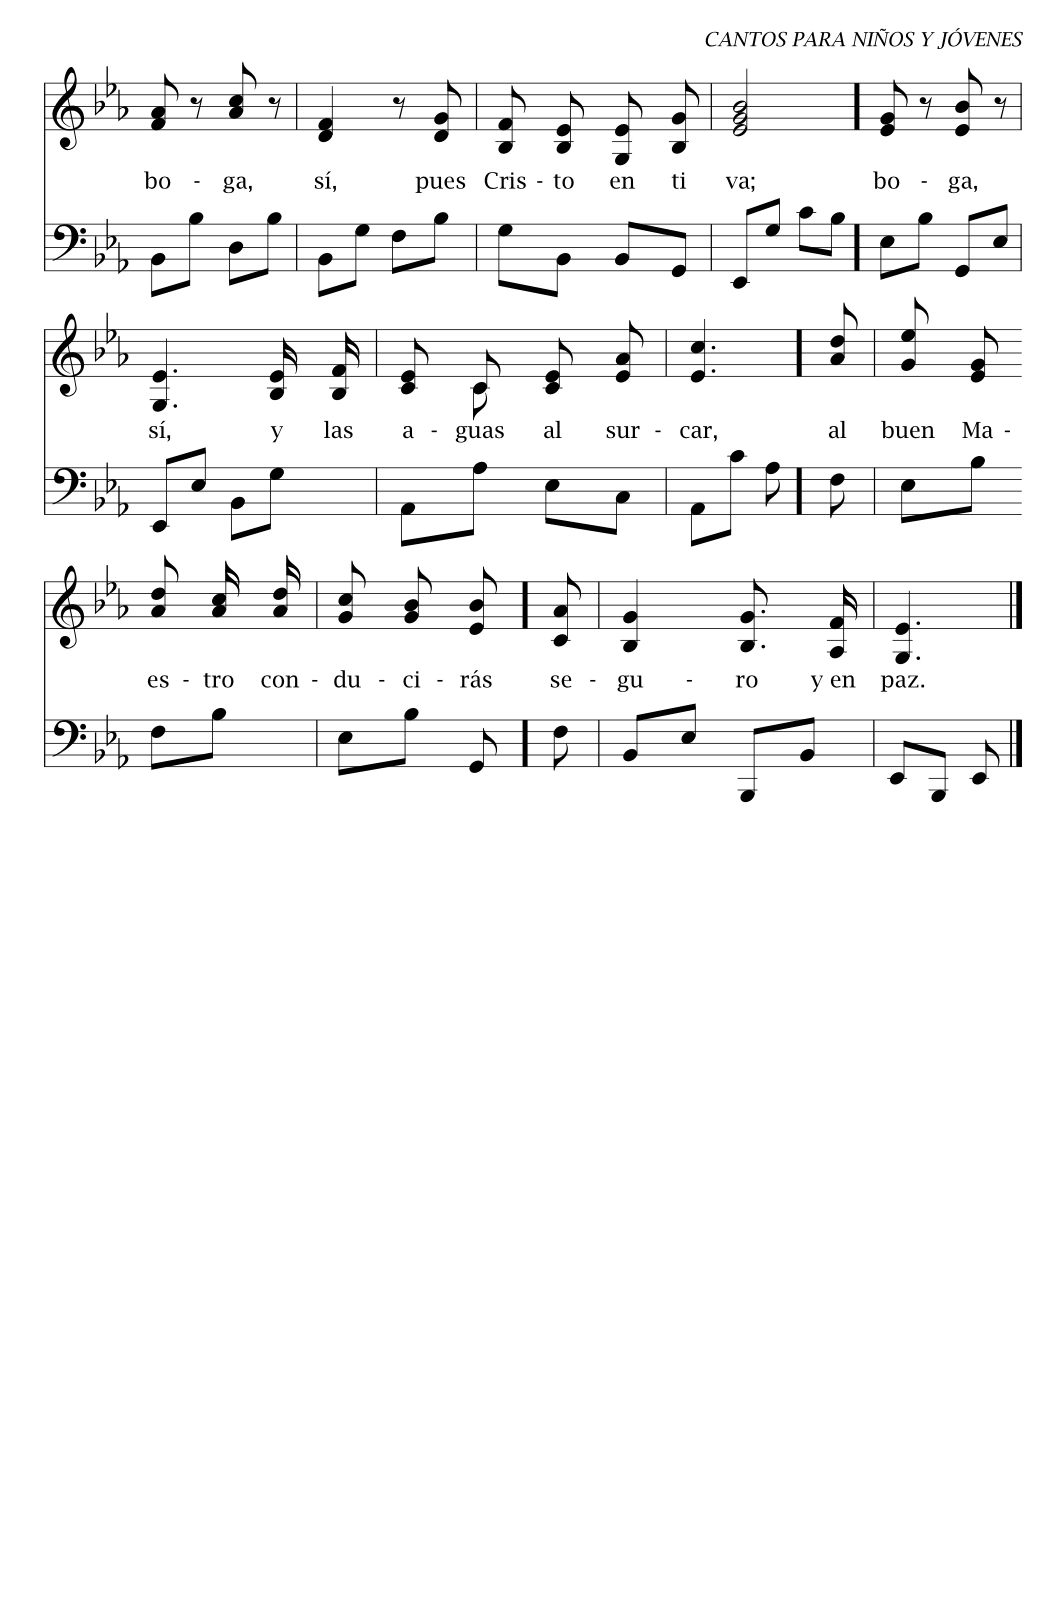 CANTOS PARA NIÑOS Y JÓVENES
bo - ga, sí, pues Cris - to en ti va; bo - ga,
sí, y las a - guas al sur - car, al buen Ma -
es - tro con - du - ci - rás se - gu - ro y en paz.